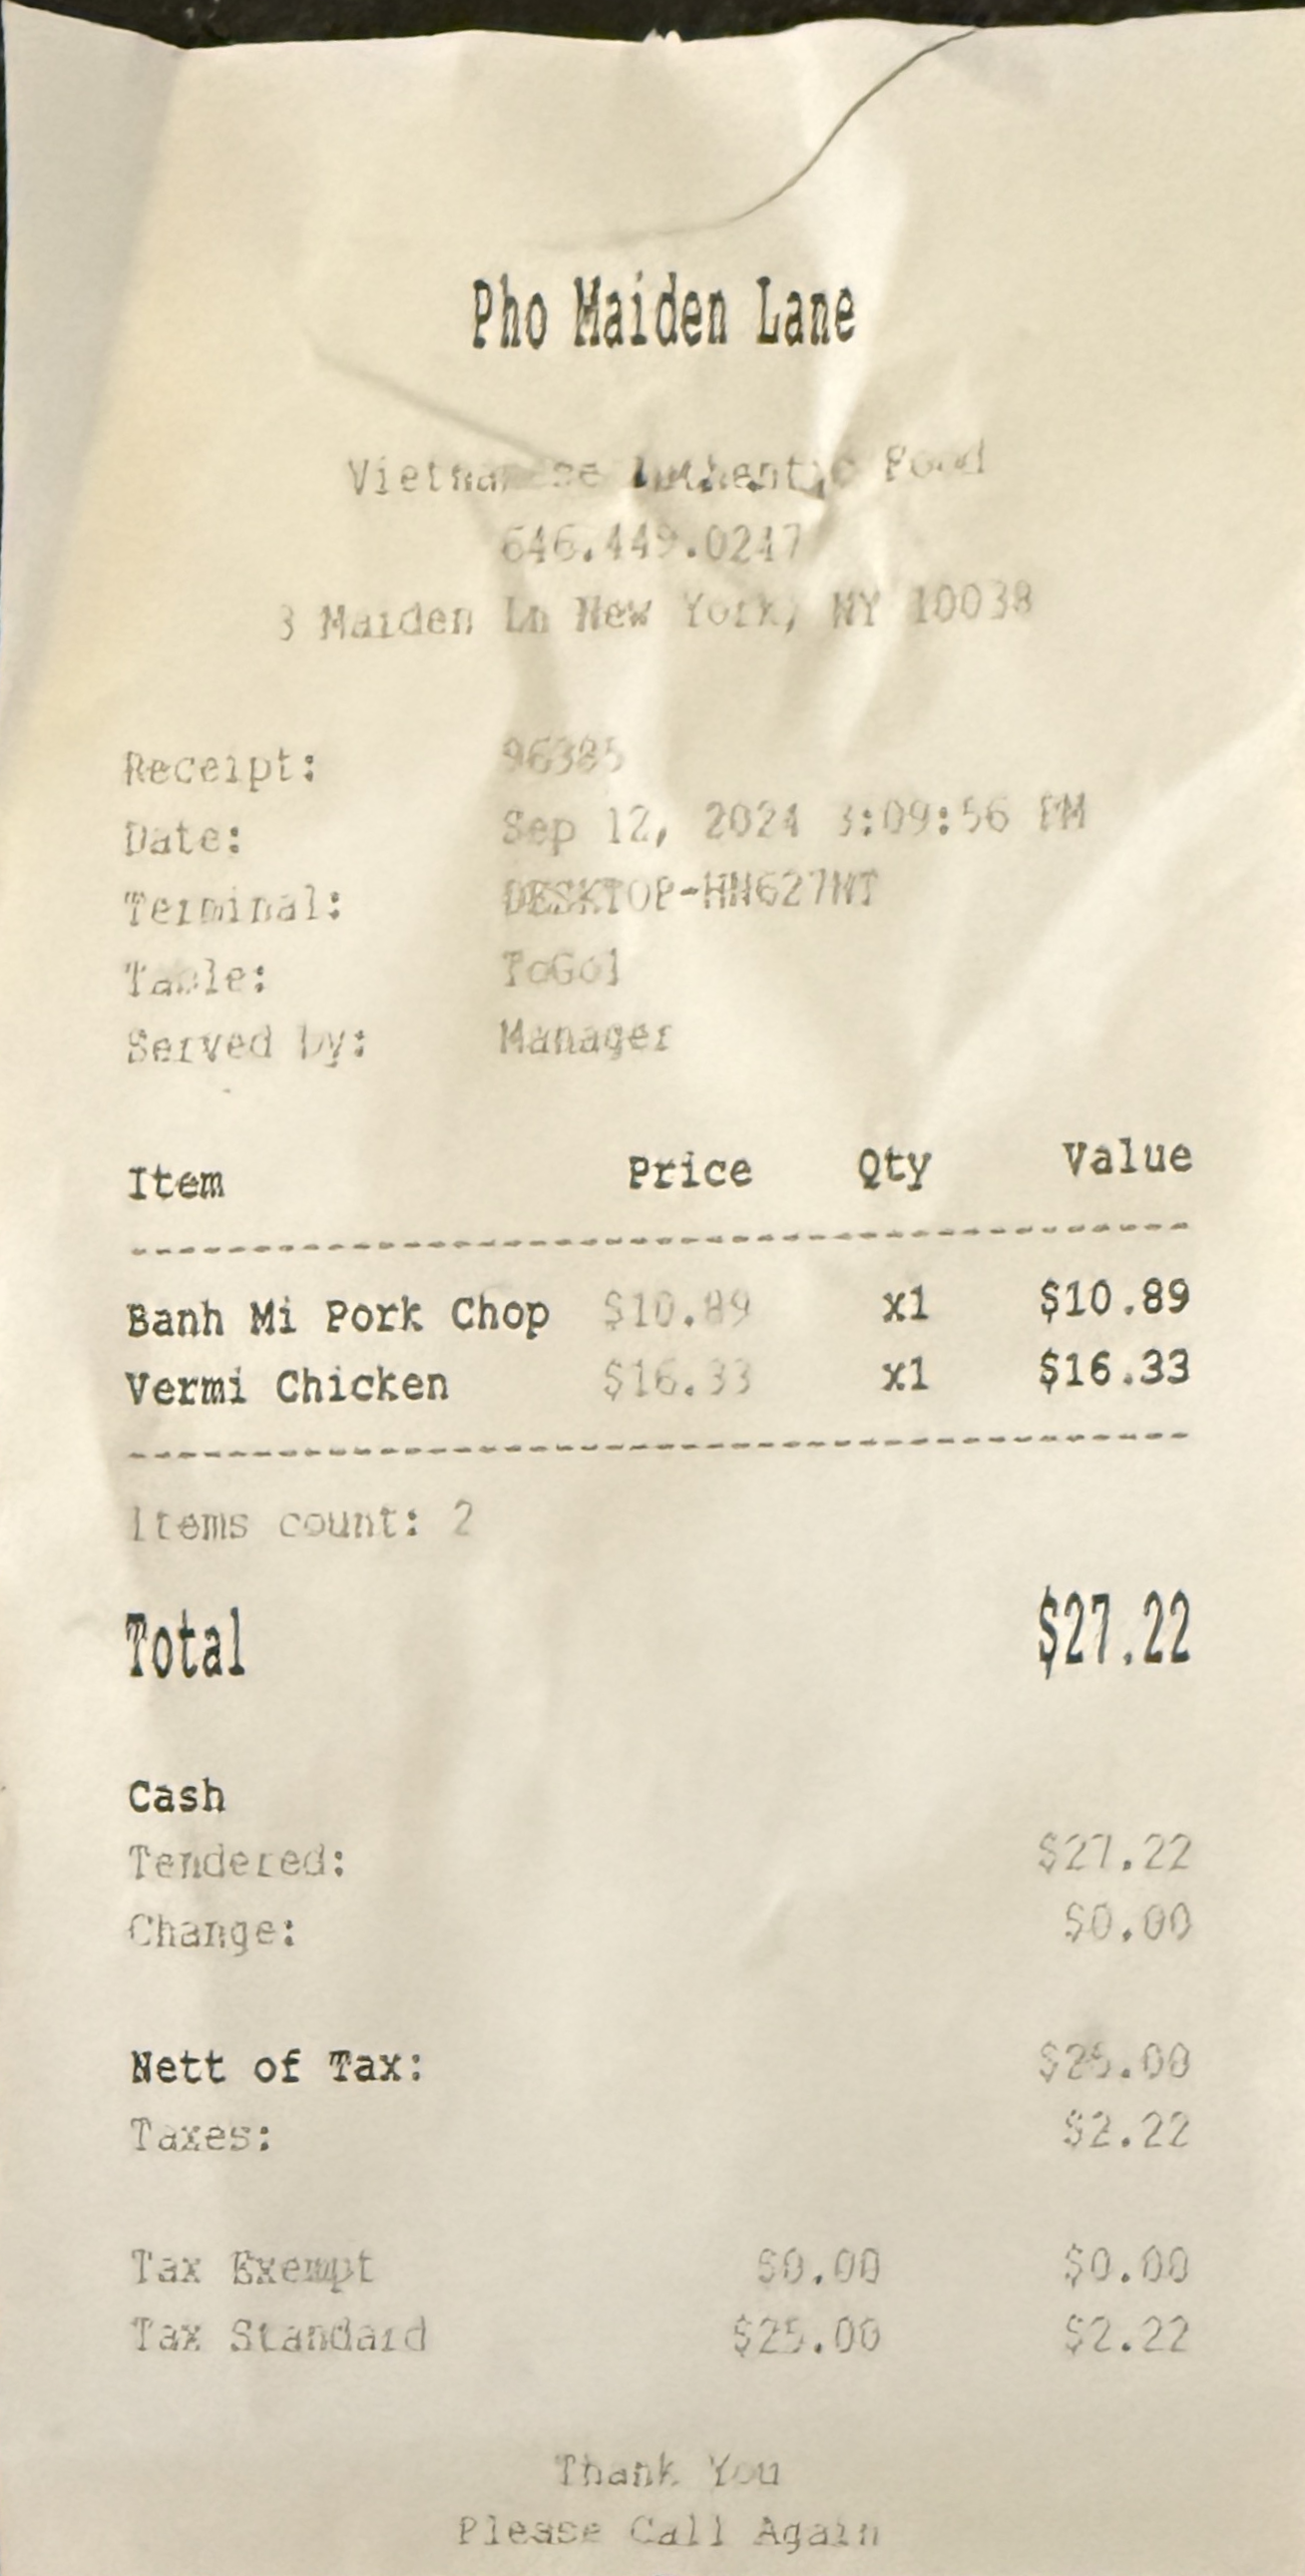 Pho Maiden Lane
Vietnamese Authentic Food
646.449.0247
3 Maiden Ln New York, NY 10038
Receipt: 96385
Date: Sep 12, 2024 3:09:56 PM
Terminal: DESKTOP-HN627NT
Table: ToGo1
Served by: Manager
Item Price Qty Value
Banh Mi Pork Chop $10.89 x1 $10.89
Vermi Chicken $16.33 x1 $16.33
Items count: 2
Total $27.22
Cash
Tendered: $27.22
Change: $0.00
Nett of Tax: $25.00
Taxes: $2.22
Tax Exempt $0.00 $0.00
Tax Standard $25.00 $2.22
Thank You
Please Call Again